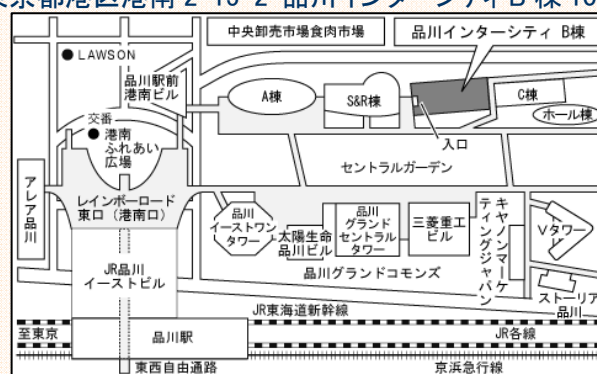 東京都港区港南 2-15-2 品川インターシティ B 棟 10
中央卸売市場食肉市場
品川インターシティ B棟
LAWSON
品川駅前
港南ビル
A棟
S&R棟
C棟
ホール棟
交番
港南
ふれあい
広場
入口
セントラルガーデン
アレア品川
レインボーロード
東口（港南口）
品川
イーストワン
タワー
太陽生命
品川ビル
品川
グランド
セントラル
タワー
三菱重工
ビル
キヤノンマーケ
ティングジャパン
Vタワー
JR品川
イーストビル
品川グランドコモンズ
ストーリア
品川
JR東海道新幹線
至東京
品川駅
JR各線
東西自由通路
京浜急行線